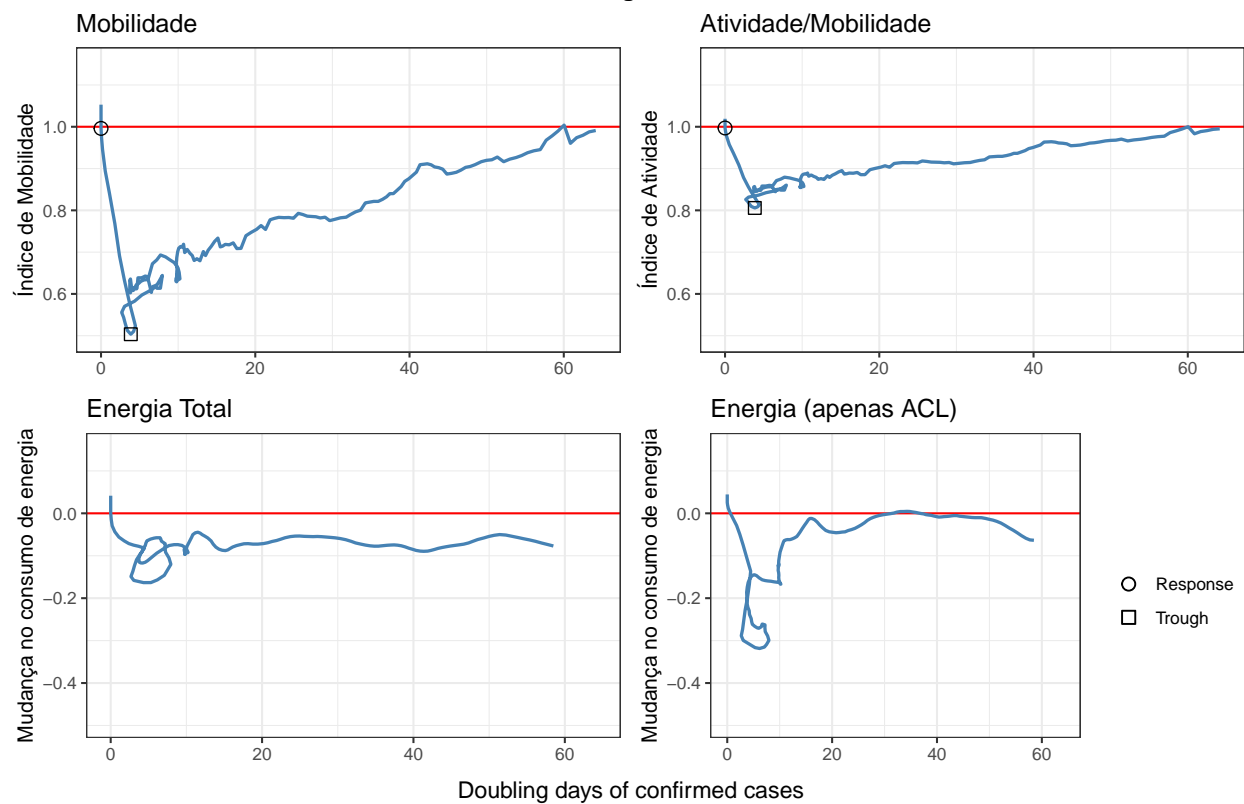 Mobilidade
Índice de Mobilidade
1.0
0.8
0.6
0
20
40
60
Atividade/Mobilidade
Índice de Atividade
1.0
0.8
0.6
0
20
40
60
Energia Total
Mudança no consumo de energia
0.0
−0.2
−0.4
0
20
40
60
Energia (apenas ACL)
Mudança no consumo de energia
0.0
−0.2
−0.4
0
20
40
60
Response
Trough
Doubling days of confirmed cases